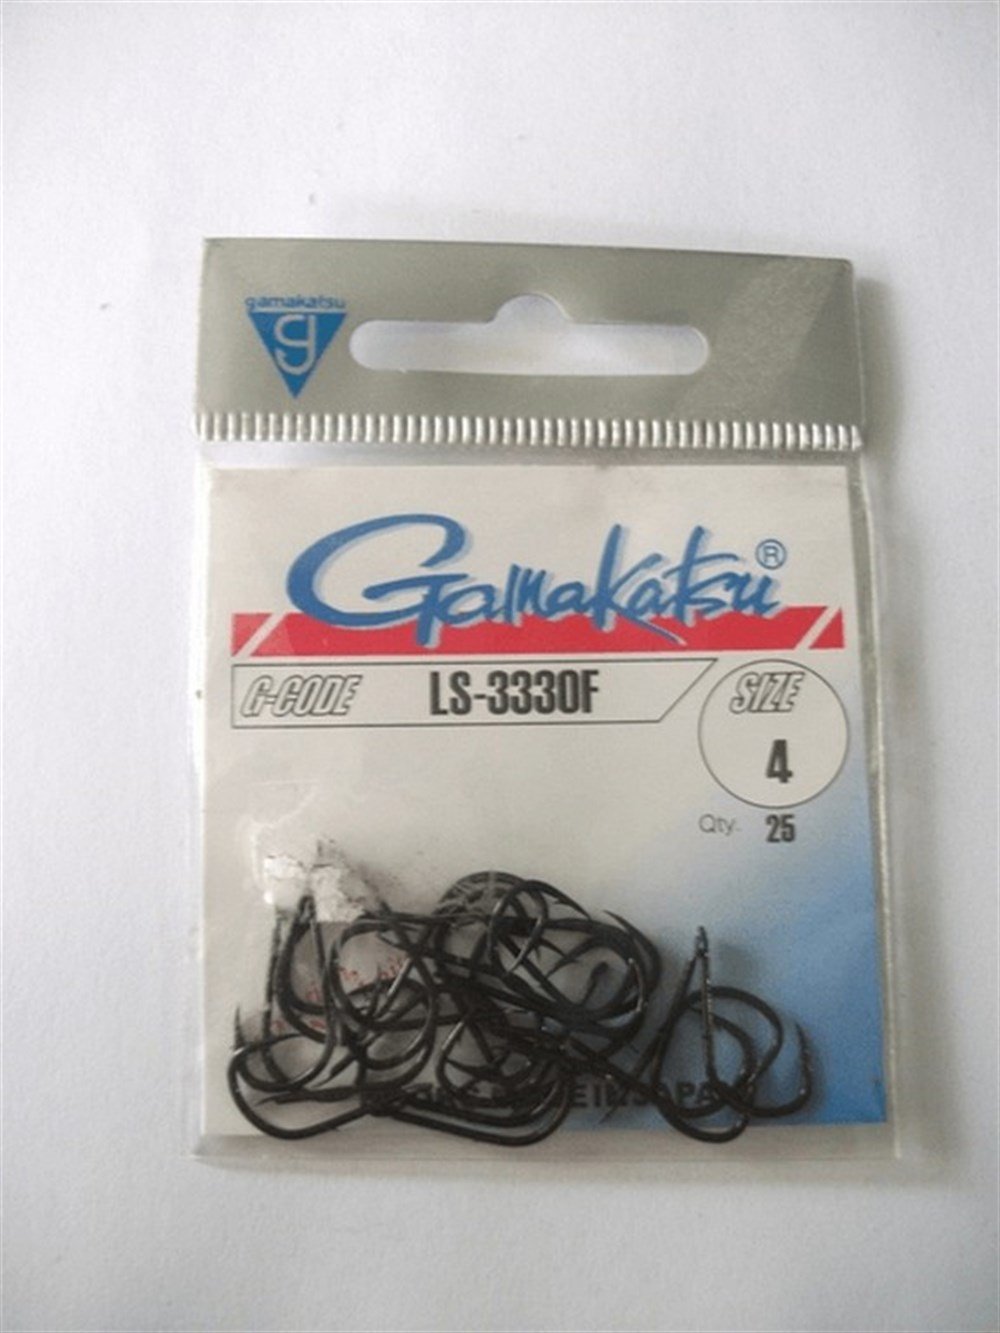 gamakatsu
Gamakatsu®
G-CODE LS-3330F
SIZE
4
Qty. 25